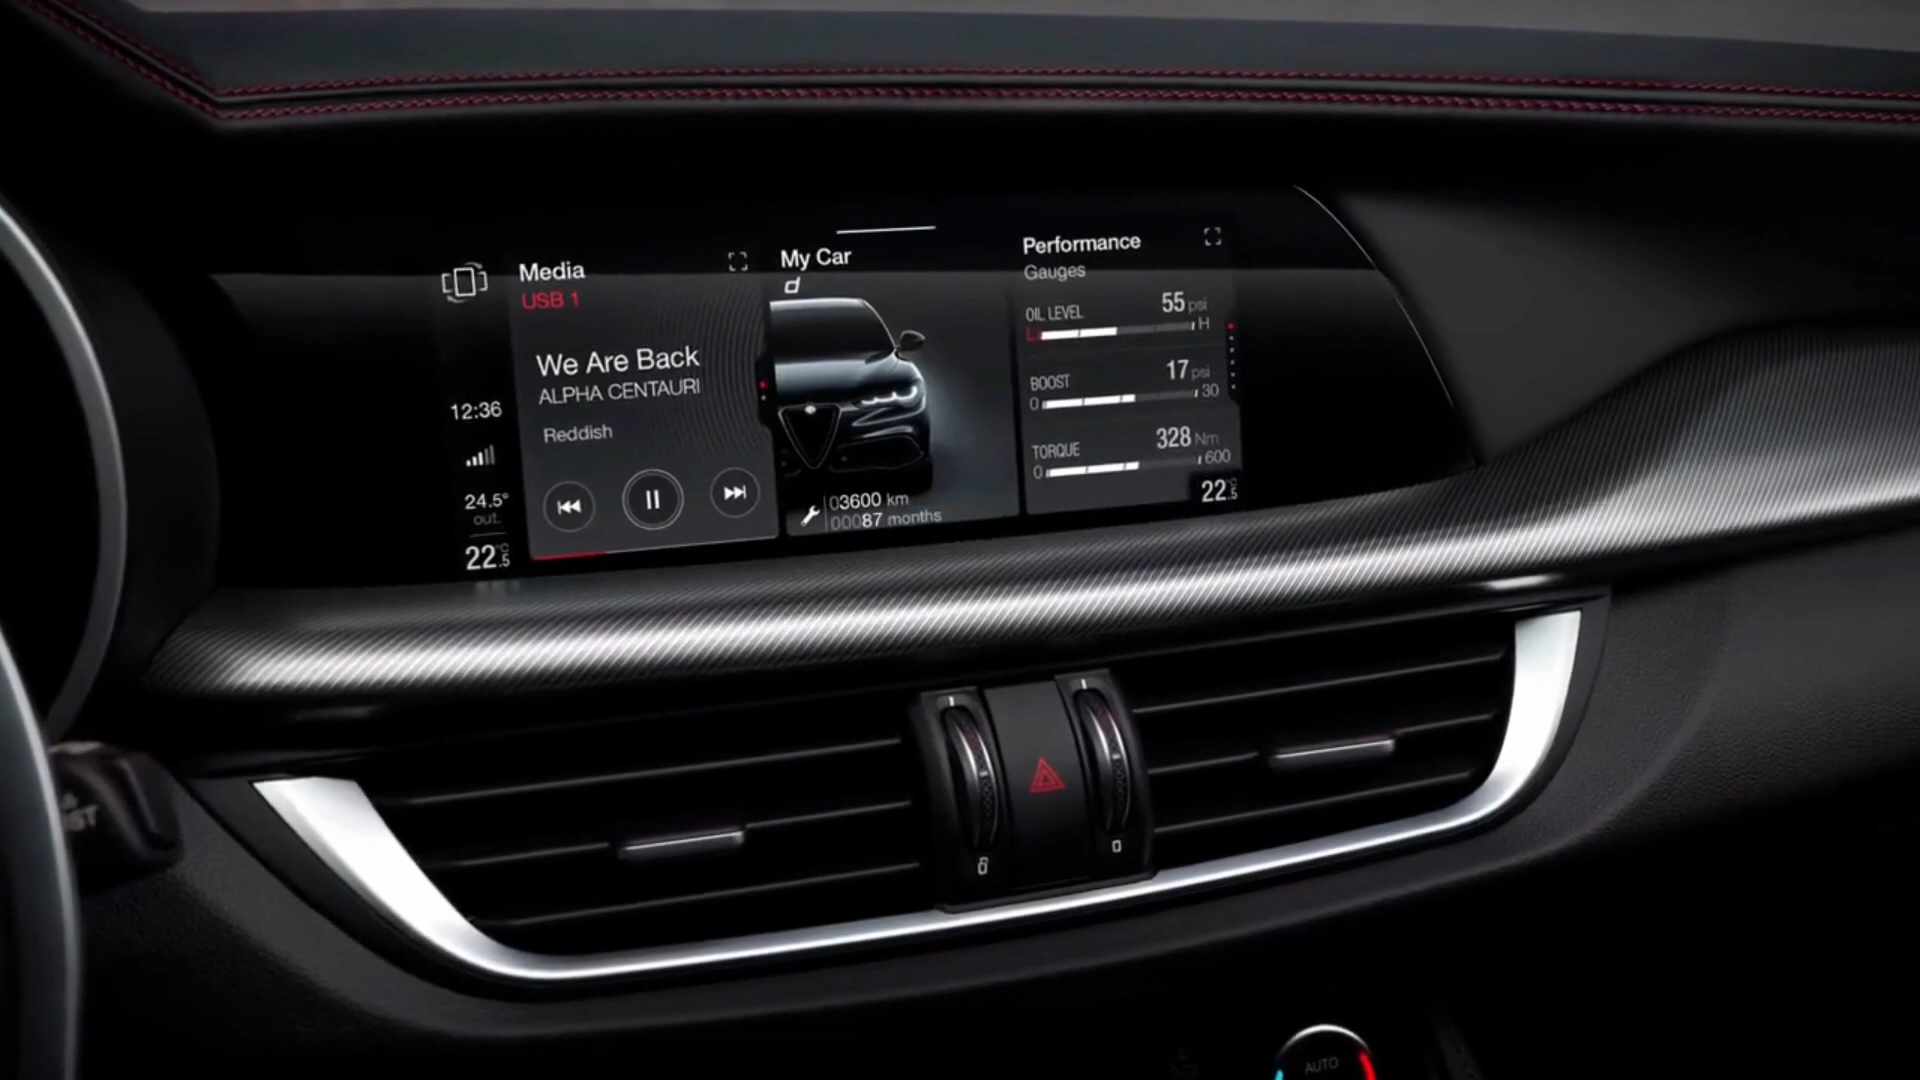 Media
USB 1
We Are Back
ALPHA CENTAURI
Reddish
12:36
24.5°
out.
22.5°C
My Car
d
03600 km
00087 months
Performance
Gauges
OIL LEVEL 55 psi
L H
BOOST 17 psi
0 30
TORQUE 328 Nm
0 600
22.5°C
AUTO